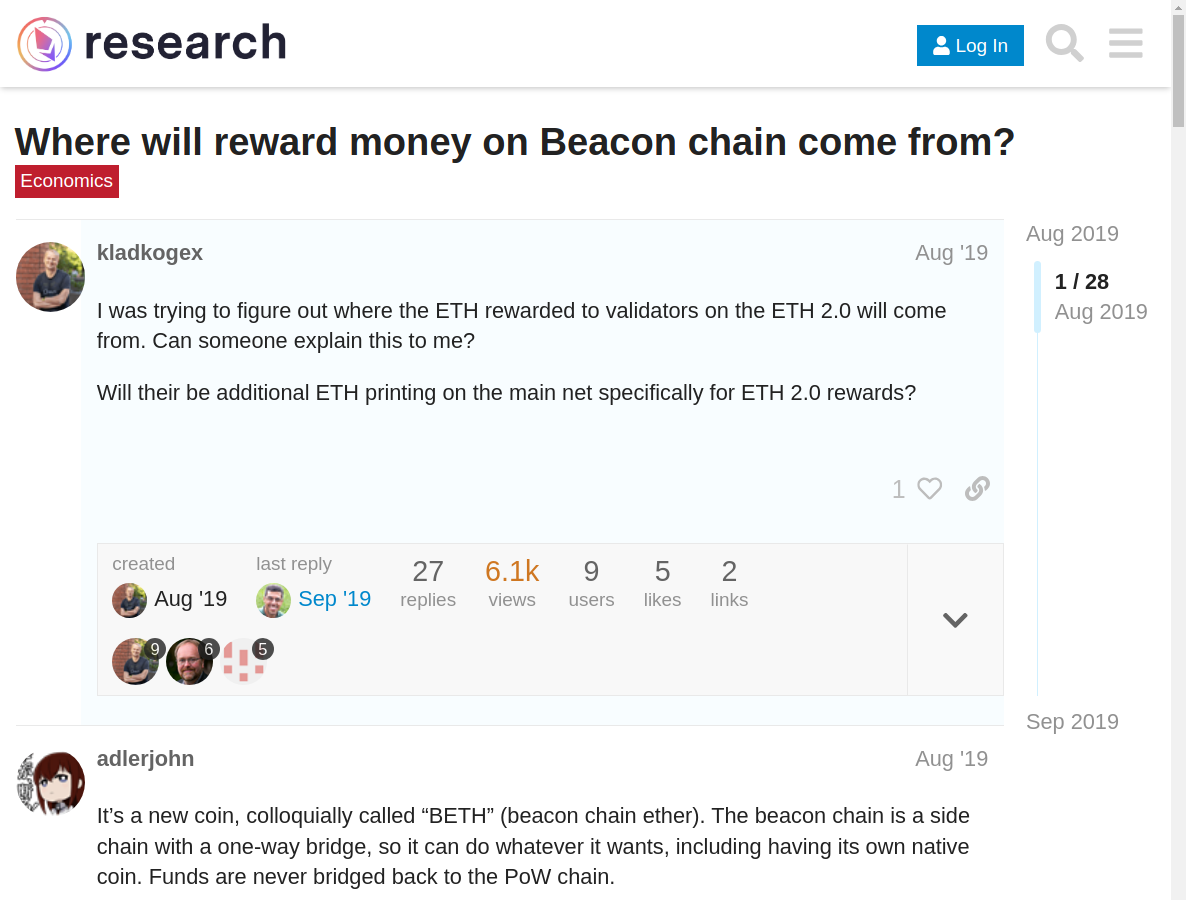 research
Log In
Where will reward money on Beacon chain come from?
Economics
kladkogex
Aug '19
I was trying to figure out where the ETH rewarded to validators on the ETH 2.0 will come
from. Can someone explain this to me?
Will their be additional ETH printing on the main net specifically for ETH 2.0 rewards?
1
created
Aug '19
last reply
Sep '19
27
replies
6.1k
views
9
users
5
likes
2
links
9
6
5
Aug 2019
1 / 28
Aug 2019
Sep 2019
adlerjohn
Aug '19
It’s a new coin, colloquially called “BETH” (beacon chain ether). The beacon chain is a side
chain with a one-way bridge, so it can do whatever it wants, including having its own native
coin. Funds are never bridged back to the PoW chain.